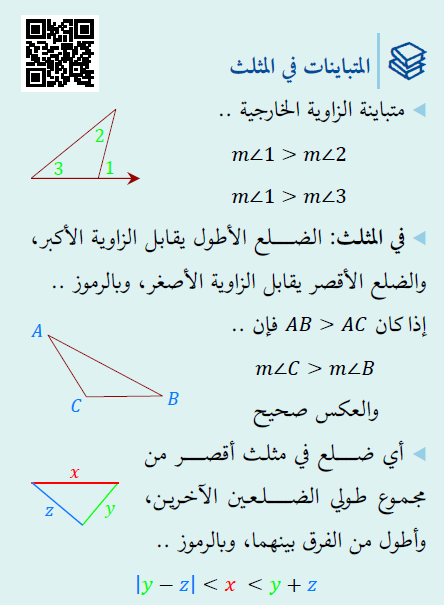 المتباينات في المثلث
متباينة الزاوية الخارجية ..
m∠1 > m∠2
m∠1 > m∠3
2
3
1
في المثلث: الضلع الأطول يقابل الزاوية الأكبر،
والضلع الأقصر يقابل الزاوية الأصغر، وبالرموز ..
إذا كان AB > AC فإن ..
m∠C > m∠B
والعكس صحيح
A
C
B
أي ضلع في مثلث أقصر من
مجموع طولي الضلعين الآخرين،
وأطول من الفرق بينهما، وبالرموز ..
x
z
y
|y − z| < x < y + z